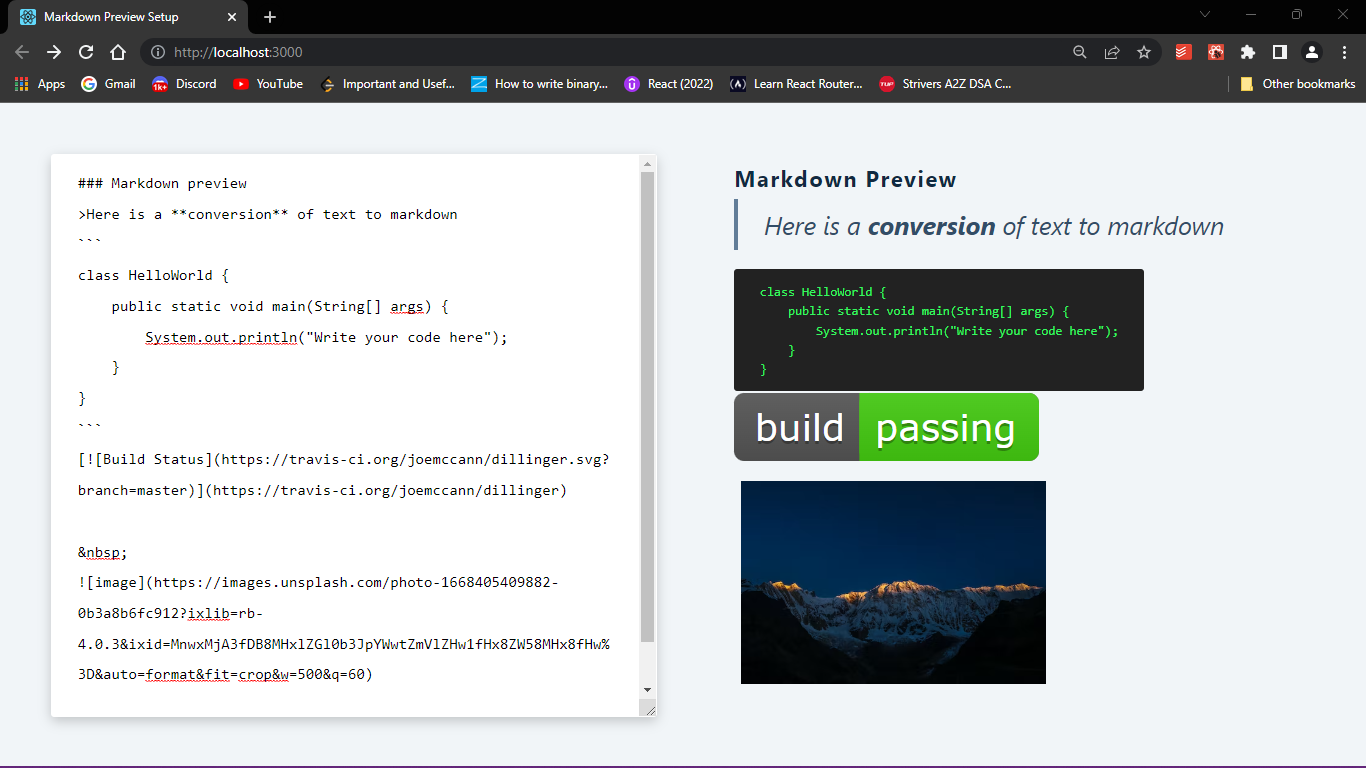 Markdown Preview Setup
http://localhost:3000
Apps
Gmail
1k+
Discord
YouTube
Important and Usef...
How to write binary...
React (2022)
Learn React Router...
TUF
Strivers A2Z DSA C...
Other bookmarks
### Markdown preview
>Here is a **conversion** of text to markdown
```
class HelloWorld {
    public static void main(String[] args) {
        System.out.println("Write your code here");
    }
}
```
[![Build Status](https://travis-ci.org/joemccann/dillinger.svg?
branch=master)](https://travis-ci.org/joemccann/dillinger)
&nbsp;
![image](https://images.unsplash.com/photo-1668405409882-
0b3a8b6fc912?ixlib=rb-
4.0.3&ixid=MnwxMjA3fDB8MHxlZGl0b3JpYWwtZmVlZHw1fHx8ZW58MHx8fHw%
3D&auto=format&fit=crop&w=500&q=60)
Markdown Preview
Here is a conversion of text to markdown
class HelloWorld {
    public static void main(String[] args) {
        System.out.println("Write your code here");
    }
}
build passing